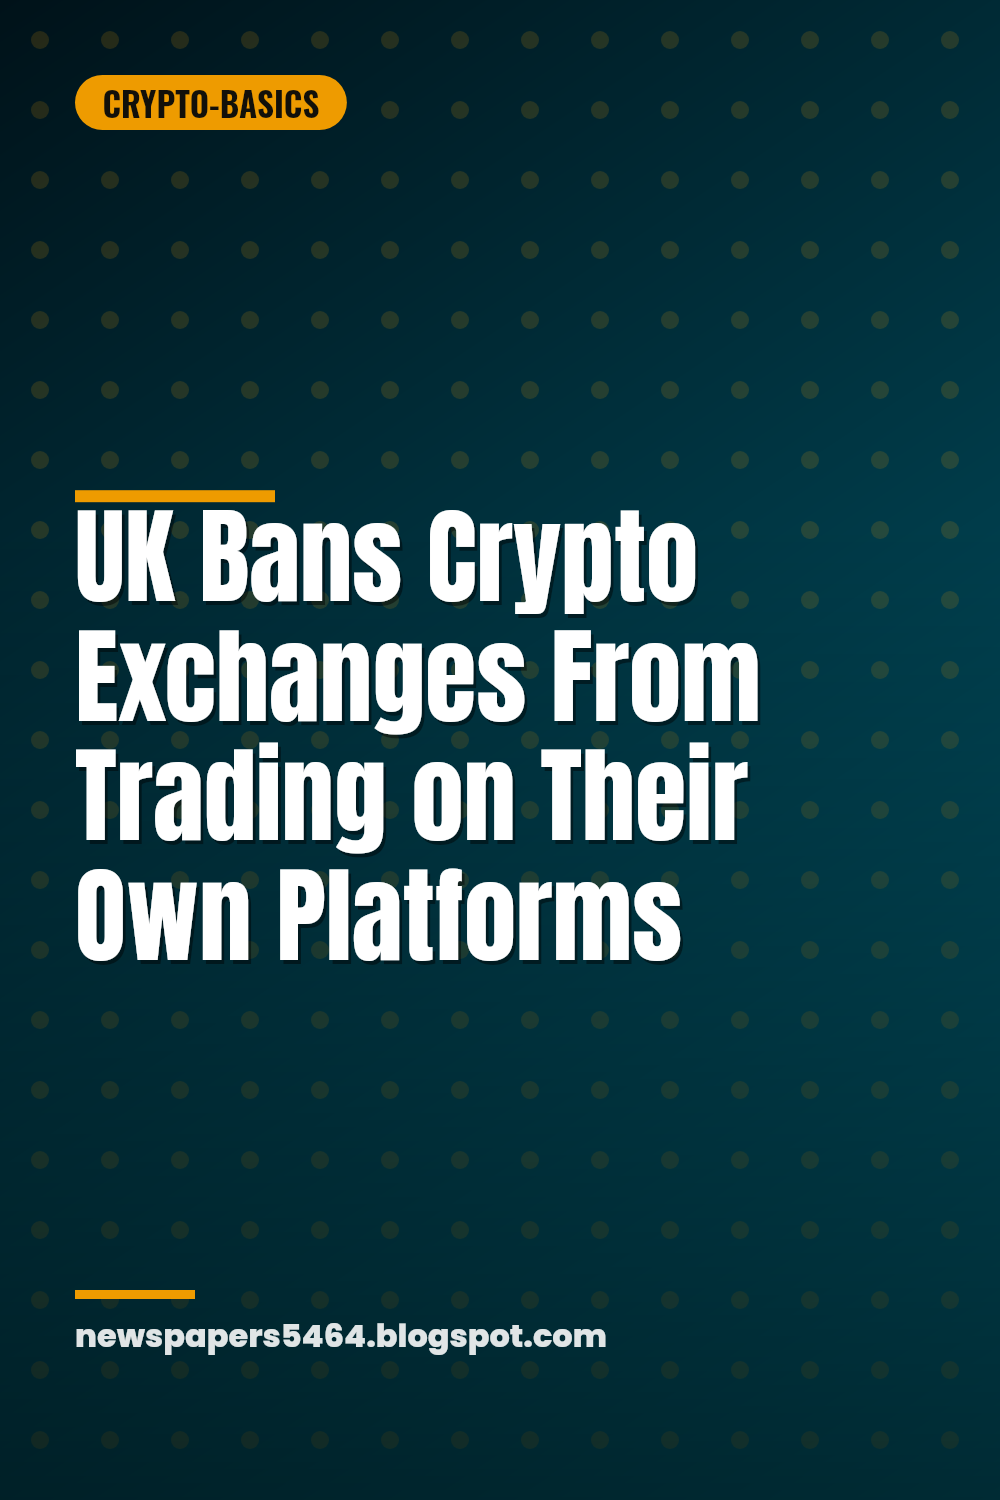 CRYPTO-BASICS
UK Bans Crypto
Exchanges From
Trading on Their
Own Platforms
newspapers5464.blogspot.com